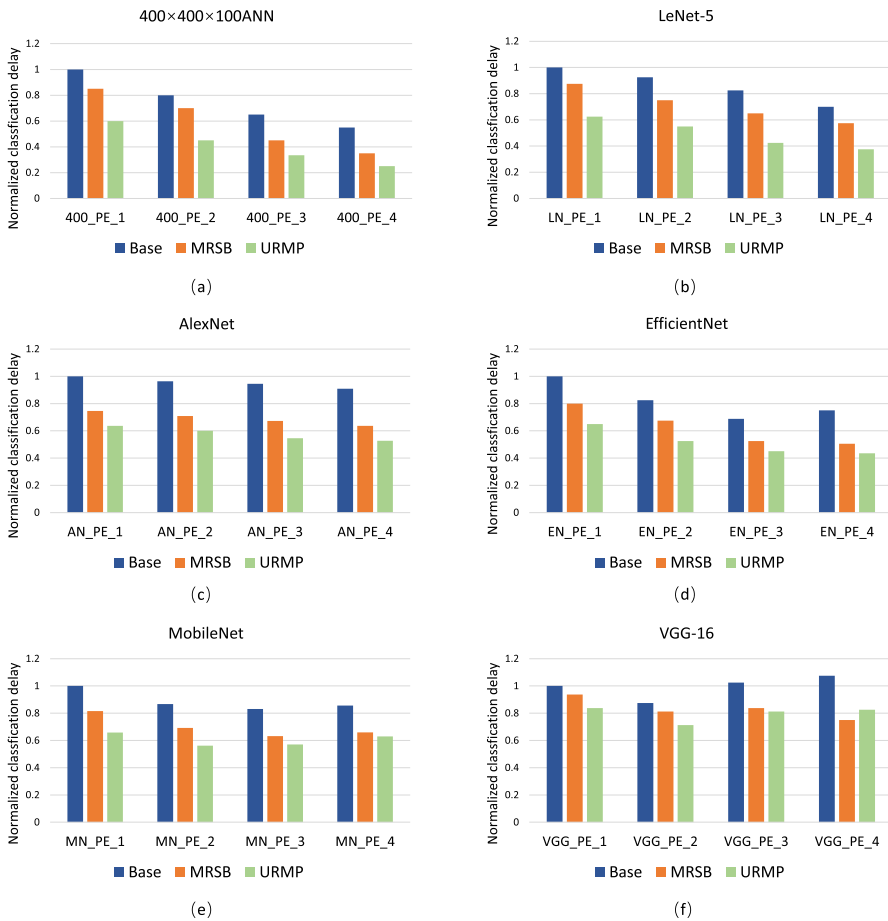 400×400×100ANN
Normalized classfication delay
1.2
1
0.8
0.6
0.4
0.2
0
400_PE_1 400_PE_2 400_PE_3 400_PE_4
Base MRSB URMP
(a)
LeNet-5
Normalized classfication delay
1.2
1
0.8
0.6
0.4
0.2
0
LN_PE_1 LN_PE_2 LN_PE_3 LN_PE_4
Base MRSB URMP
(b)
AlexNet
Normalized classfication delay
1.2
1
0.8
0.6
0.4
0.2
0
AN_PE_1 AN_PE_2 AN_PE_3 AN_PE_4
Base MRSB URMP
(c)
EfficientNet
Normalized classfication delay
1.2
1
0.8
0.6
0.4
0.2
0
EN_PE_1 EN_PE_2 EN_PE_3 EN_PE_4
Base MRSB URMP
(d)
MobileNet
Normalized classfication delay
1.2
1
0.8
0.6
0.4
0.2
0
MN_PE_1 MN_PE_2 MN_PE_3 MN_PE_4
Base MRSB URMP
(e)
VGG-16
Normalized classfication delay
1.2
1
0.8
0.6
0.4
0.2
0
VGG_PE_1 VGG_PE_2 VGG_PE_3 VGG_PE_4
Base MRSB URMP
(f)